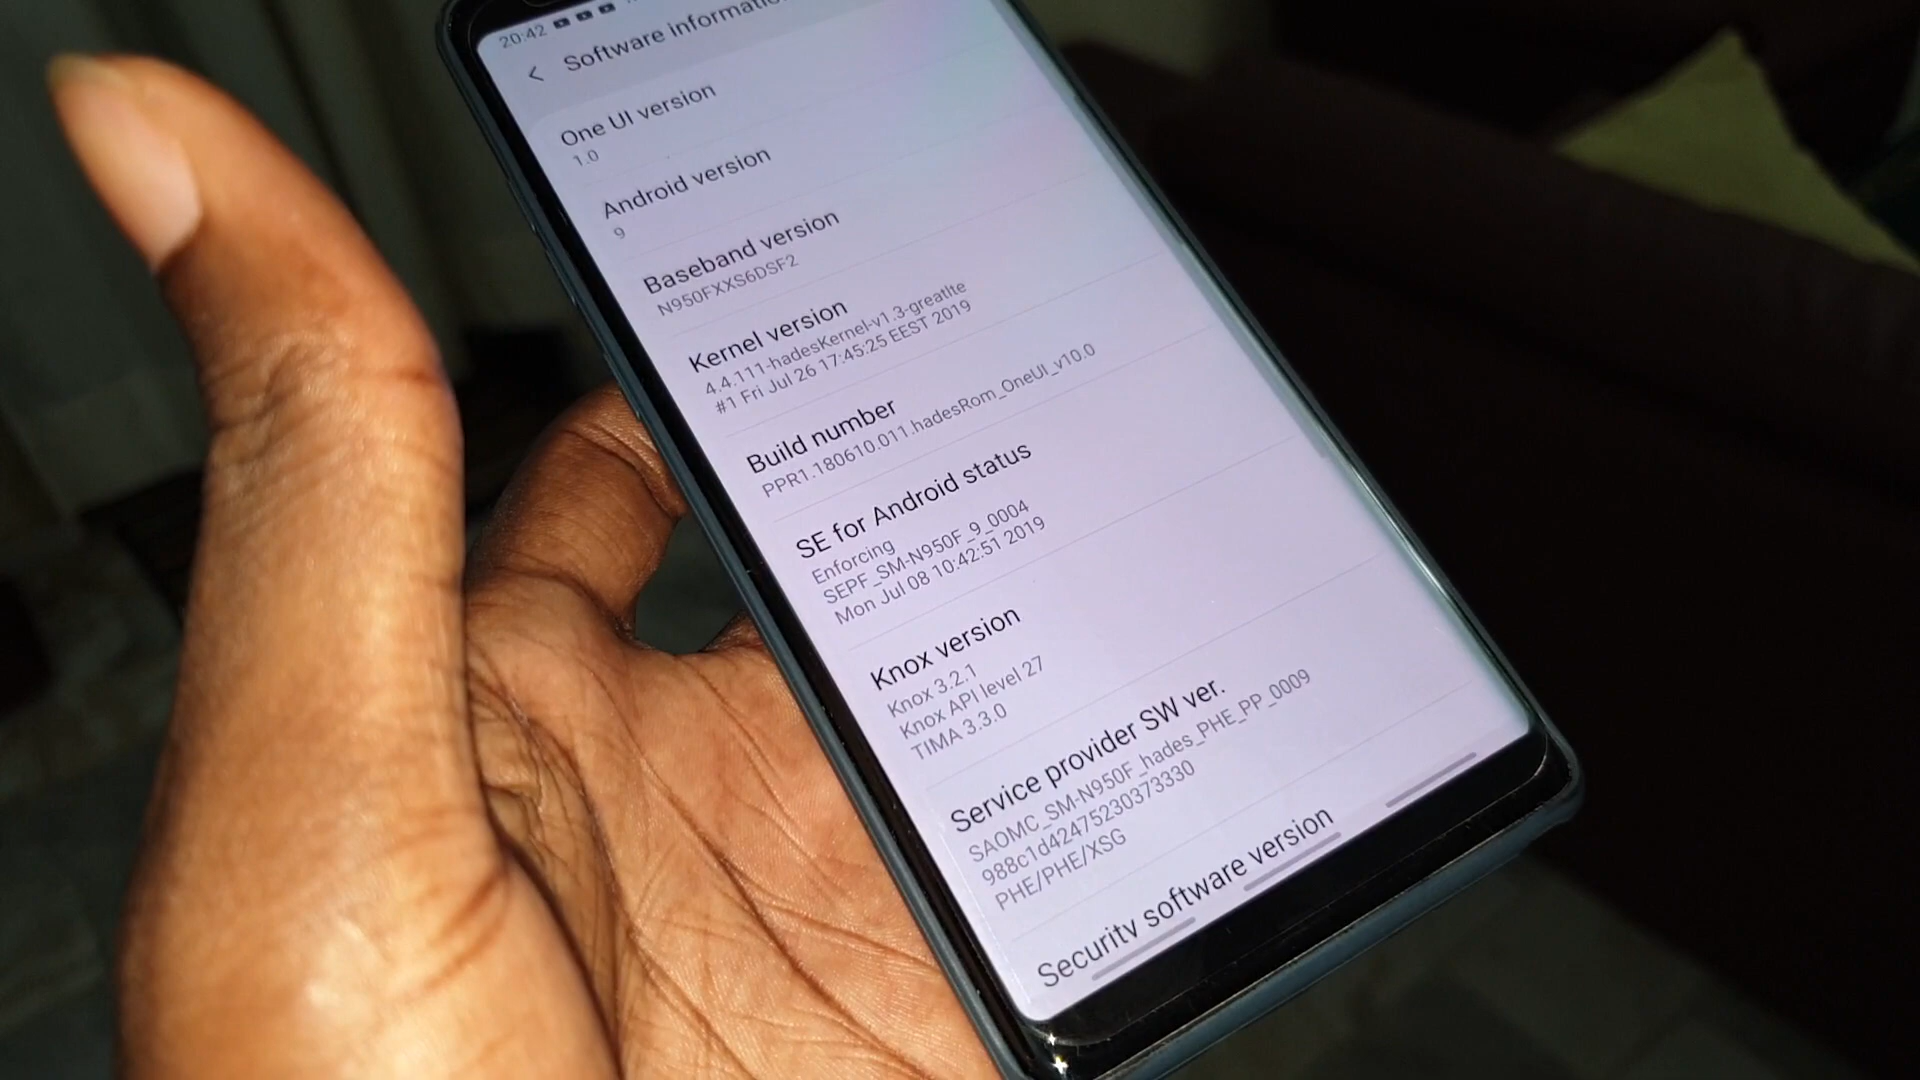 20:42
Software information
One UI version
1.0
Android version
9
Baseband version
N950FXXS6DSF2
Kernel version
4.4.111-hadesKernel-v1.3-greatlte
#1 Fri Jul 26 17:45:25 EEST 2019
Build number
PPR1.180610.011.hadesRom_OneUI_v10.0
SE for Android status
Enforcing
SEPF_SM-N950F_9_0004
Mon Jul 08 10:42:51 2019
Knox version
Knox 3.2.1
Knox API level 27
TIMA 3.3.0
Service provider SW ver.
SAOMC_SM-N950F_hades_PHE_PP_0009
988c1d424752303733​30
PHE/PHE/XSG
Security software version